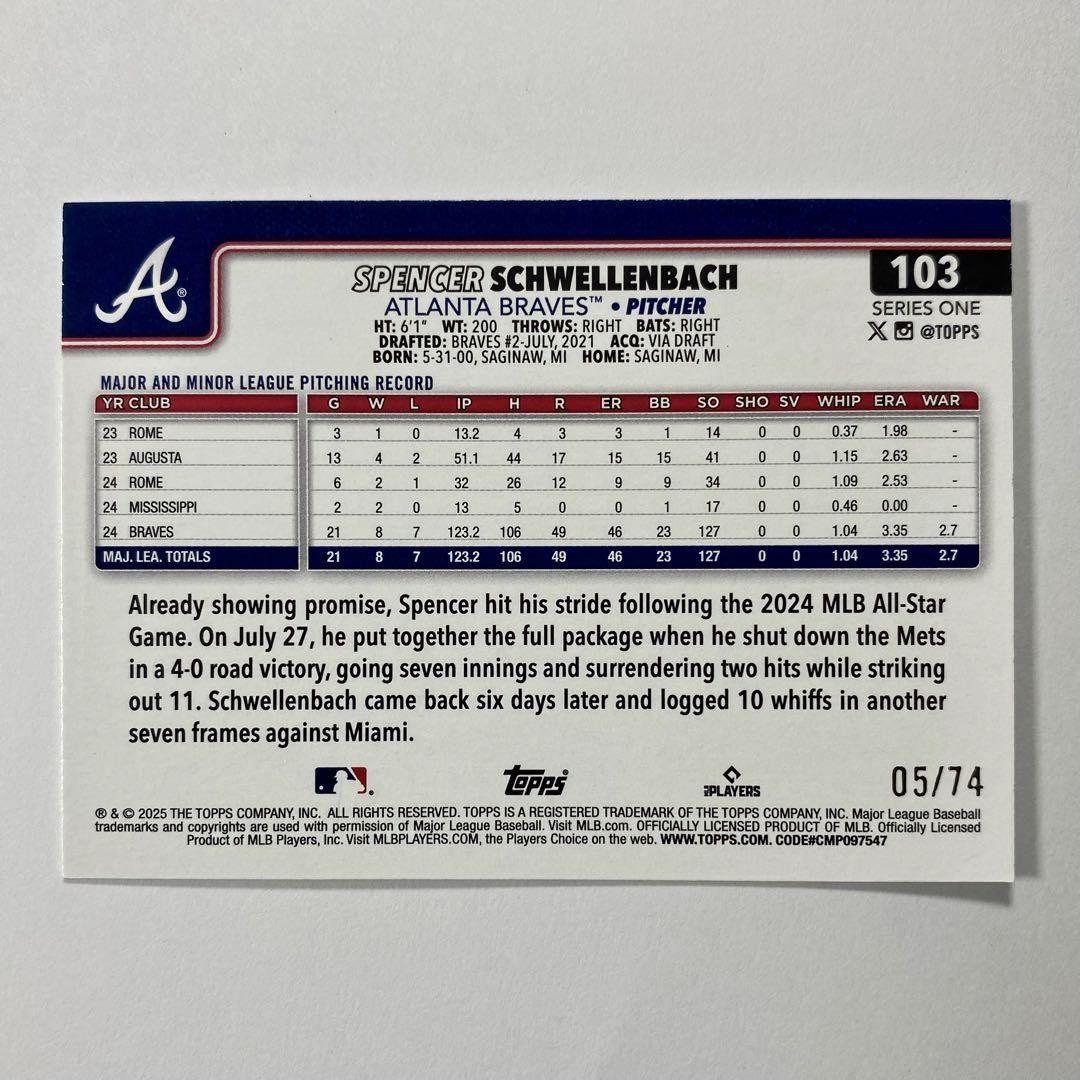 A®
SPENCER SCHWELLENBACH
103
ATLANTA BRAVES™ • PITCHER
SERIES ONE
HT: 6'1" WT: 200 THROWS: RIGHT BATS: RIGHT
@TOPPS
DRAFTED: BRAVES #2-JULY, 2021 ACQ: VIA DRAFT
BORN: 5-31-00, SAGINAW, MI HOME: SAGINAW, MI
MAJOR AND MINOR LEAGUE PITCHING RECORD
YR CLUB G W L IP H R ER BB SO SHO SV WHIP ERA WAR
23 ROME 3 1 0 13.2 4 3 3 1 14 0 0 0.37 1.98 -
23 AUGUSTA 13 4 2 51.1 44 17 15 15 41 0 0 1.15 2.63 -
24 ROME 6 2 1 32 26 12 9 9 34 0 0 1.09 2.53 -
24 MISSISSIPPI 2 2 0 13 5 0 0 1 17 0 0 0.46 0.00 -
24 BRAVES 21 8 7 123.2 106 49 46 23 127 0 0 1.04 3.35 2.7
MAJ. LEA. TOTALS 21 8 7 123.2 106 49 46 23 127 0 0 1.04 3.35 2.7
Already showing promise, Spencer hit his stride following the 2024 MLB All-Star
Game. On July 27, he put together the full package when he shut down the Mets
in a 4-0 road victory, going seven innings and surrendering two hits while striking
out 11. Schwellenbach came back six days later and logged 10 whiffs in another
seven frames against Miami.
Topps
MLB PLAYERS
05/74
® & © 2025 THE TOPPS COMPANY, INC. ALL RIGHTS RESERVED. TOPPS IS A REGISTERED TRADEMARK OF THE TOPPS COMPANY, INC. Major League Baseball
trademarks and copyrights are used with permission of Major League Baseball. Visit MLB.com. OFFICIALLY LICENSED PRODUCT OF MLB. Officially Licensed
Product of MLB Players, Inc. Visit MLBPLAYERS.COM, the Players Choice on the web. WWW.TOPPS.COM. CODE#CMP097547